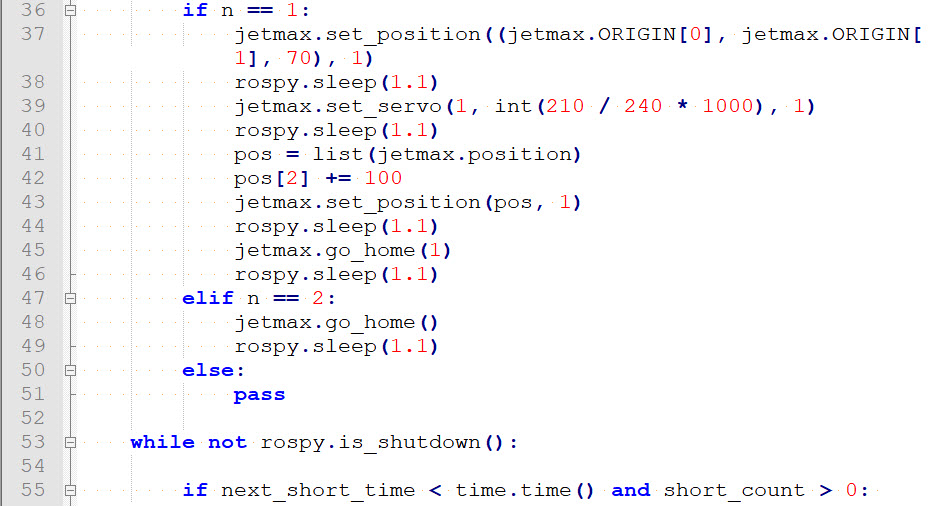 36 if n == 1:
37 jetmax.set_position((jetmax.ORIGIN[0], jetmax.ORIGIN[
1], 70), 1)
38 rospy.sleep(1.1)
39 jetmax.set_servo(1, int(210 / 240 * 1000), 1)
40 rospy.sleep(1.1)
41 pos = list(jetmax.position)
42 pos[2] += 100
43 jetmax.set_position(pos, 1)
44 rospy.sleep(1.1)
45 jetmax.go_home(1)
46 rospy.sleep(1.1)
47 elif n == 2:
48 jetmax.go_home()
49 rospy.sleep(1.1)
50 else:
51 pass
52
53 while not rospy.is_shutdown():
54
55 if next_short_time < time.time() and short_count > 0: